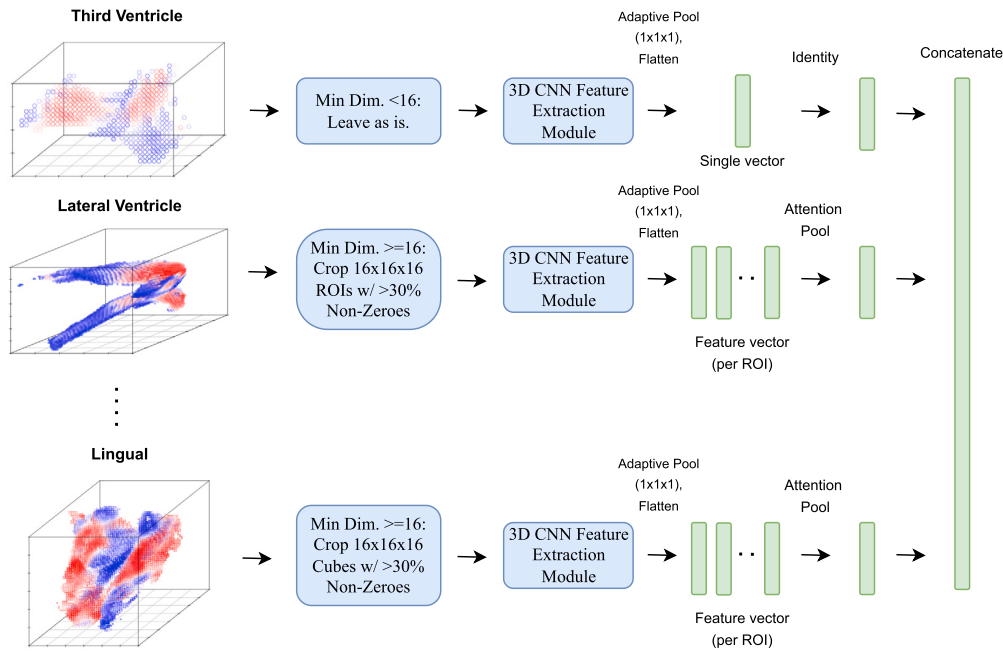 Third Ventricle
Min Dim. <16:
Leave as is.
3D CNN Feature
Extraction
Module
Adaptive Pool
(1x1x1),
Flatten
Single vector
Identity
Concatenate
Lateral Ventricle
Min Dim. >=16:
Crop 16x16x16
ROIs w/ >30%
Non-Zeroes
3D CNN Feature
Extraction
Module
Adaptive Pool
(1x1x1),
Flatten
Feature vector
(per ROI)
Attention
Pool
Lingual
Min Dim. >=16:
Crop 16x16x16
Cubes w/ >30%
Non-Zeroes
3D CNN Feature
Extraction
Module
Adaptive Pool
(1x1x1),
Flatten
Feature vector
(per ROI)
Attention
Pool